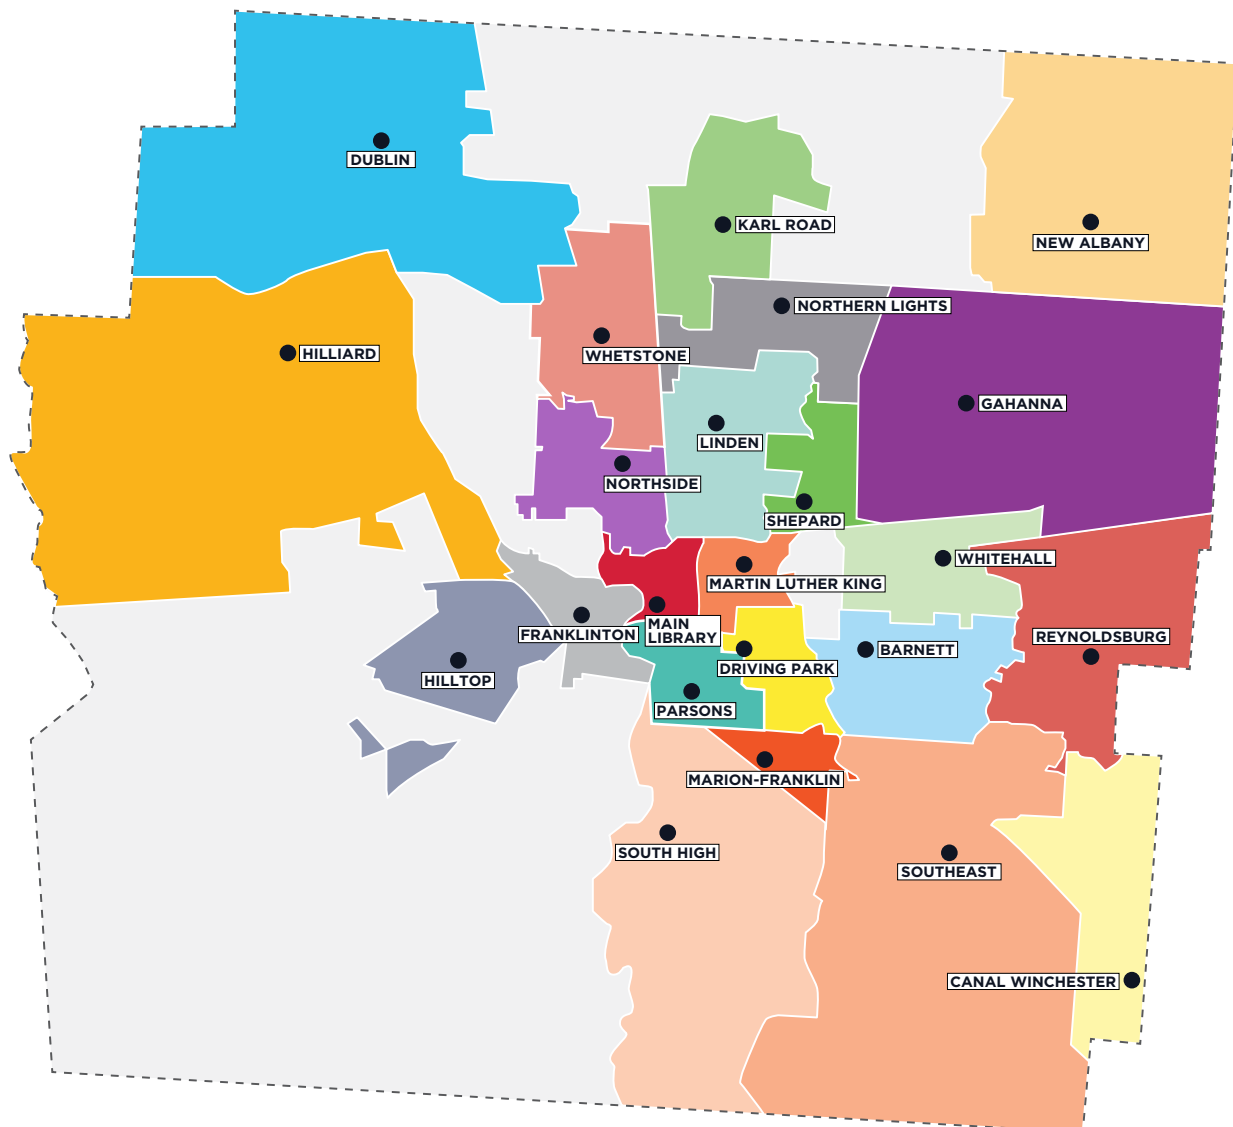 DUBLIN
KARL ROAD
NEW ALBANY
NORTHERN LIGHTS
HILLIARD
WHETSTONE
GAHANNA
LINDEN
NORTHSIDE
SHEPARD
WHITEHALL
MARTIN LUTHER KING
MAIN
LIBRARY
FRANKLINTON
REYNOLDSBURG
BARNETT
DRIVING PARK
HILLTOP
PARSONS
MARION-FRANKLIN
SOUTH HIGH
SOUTHEAST
CANAL WINCHESTER